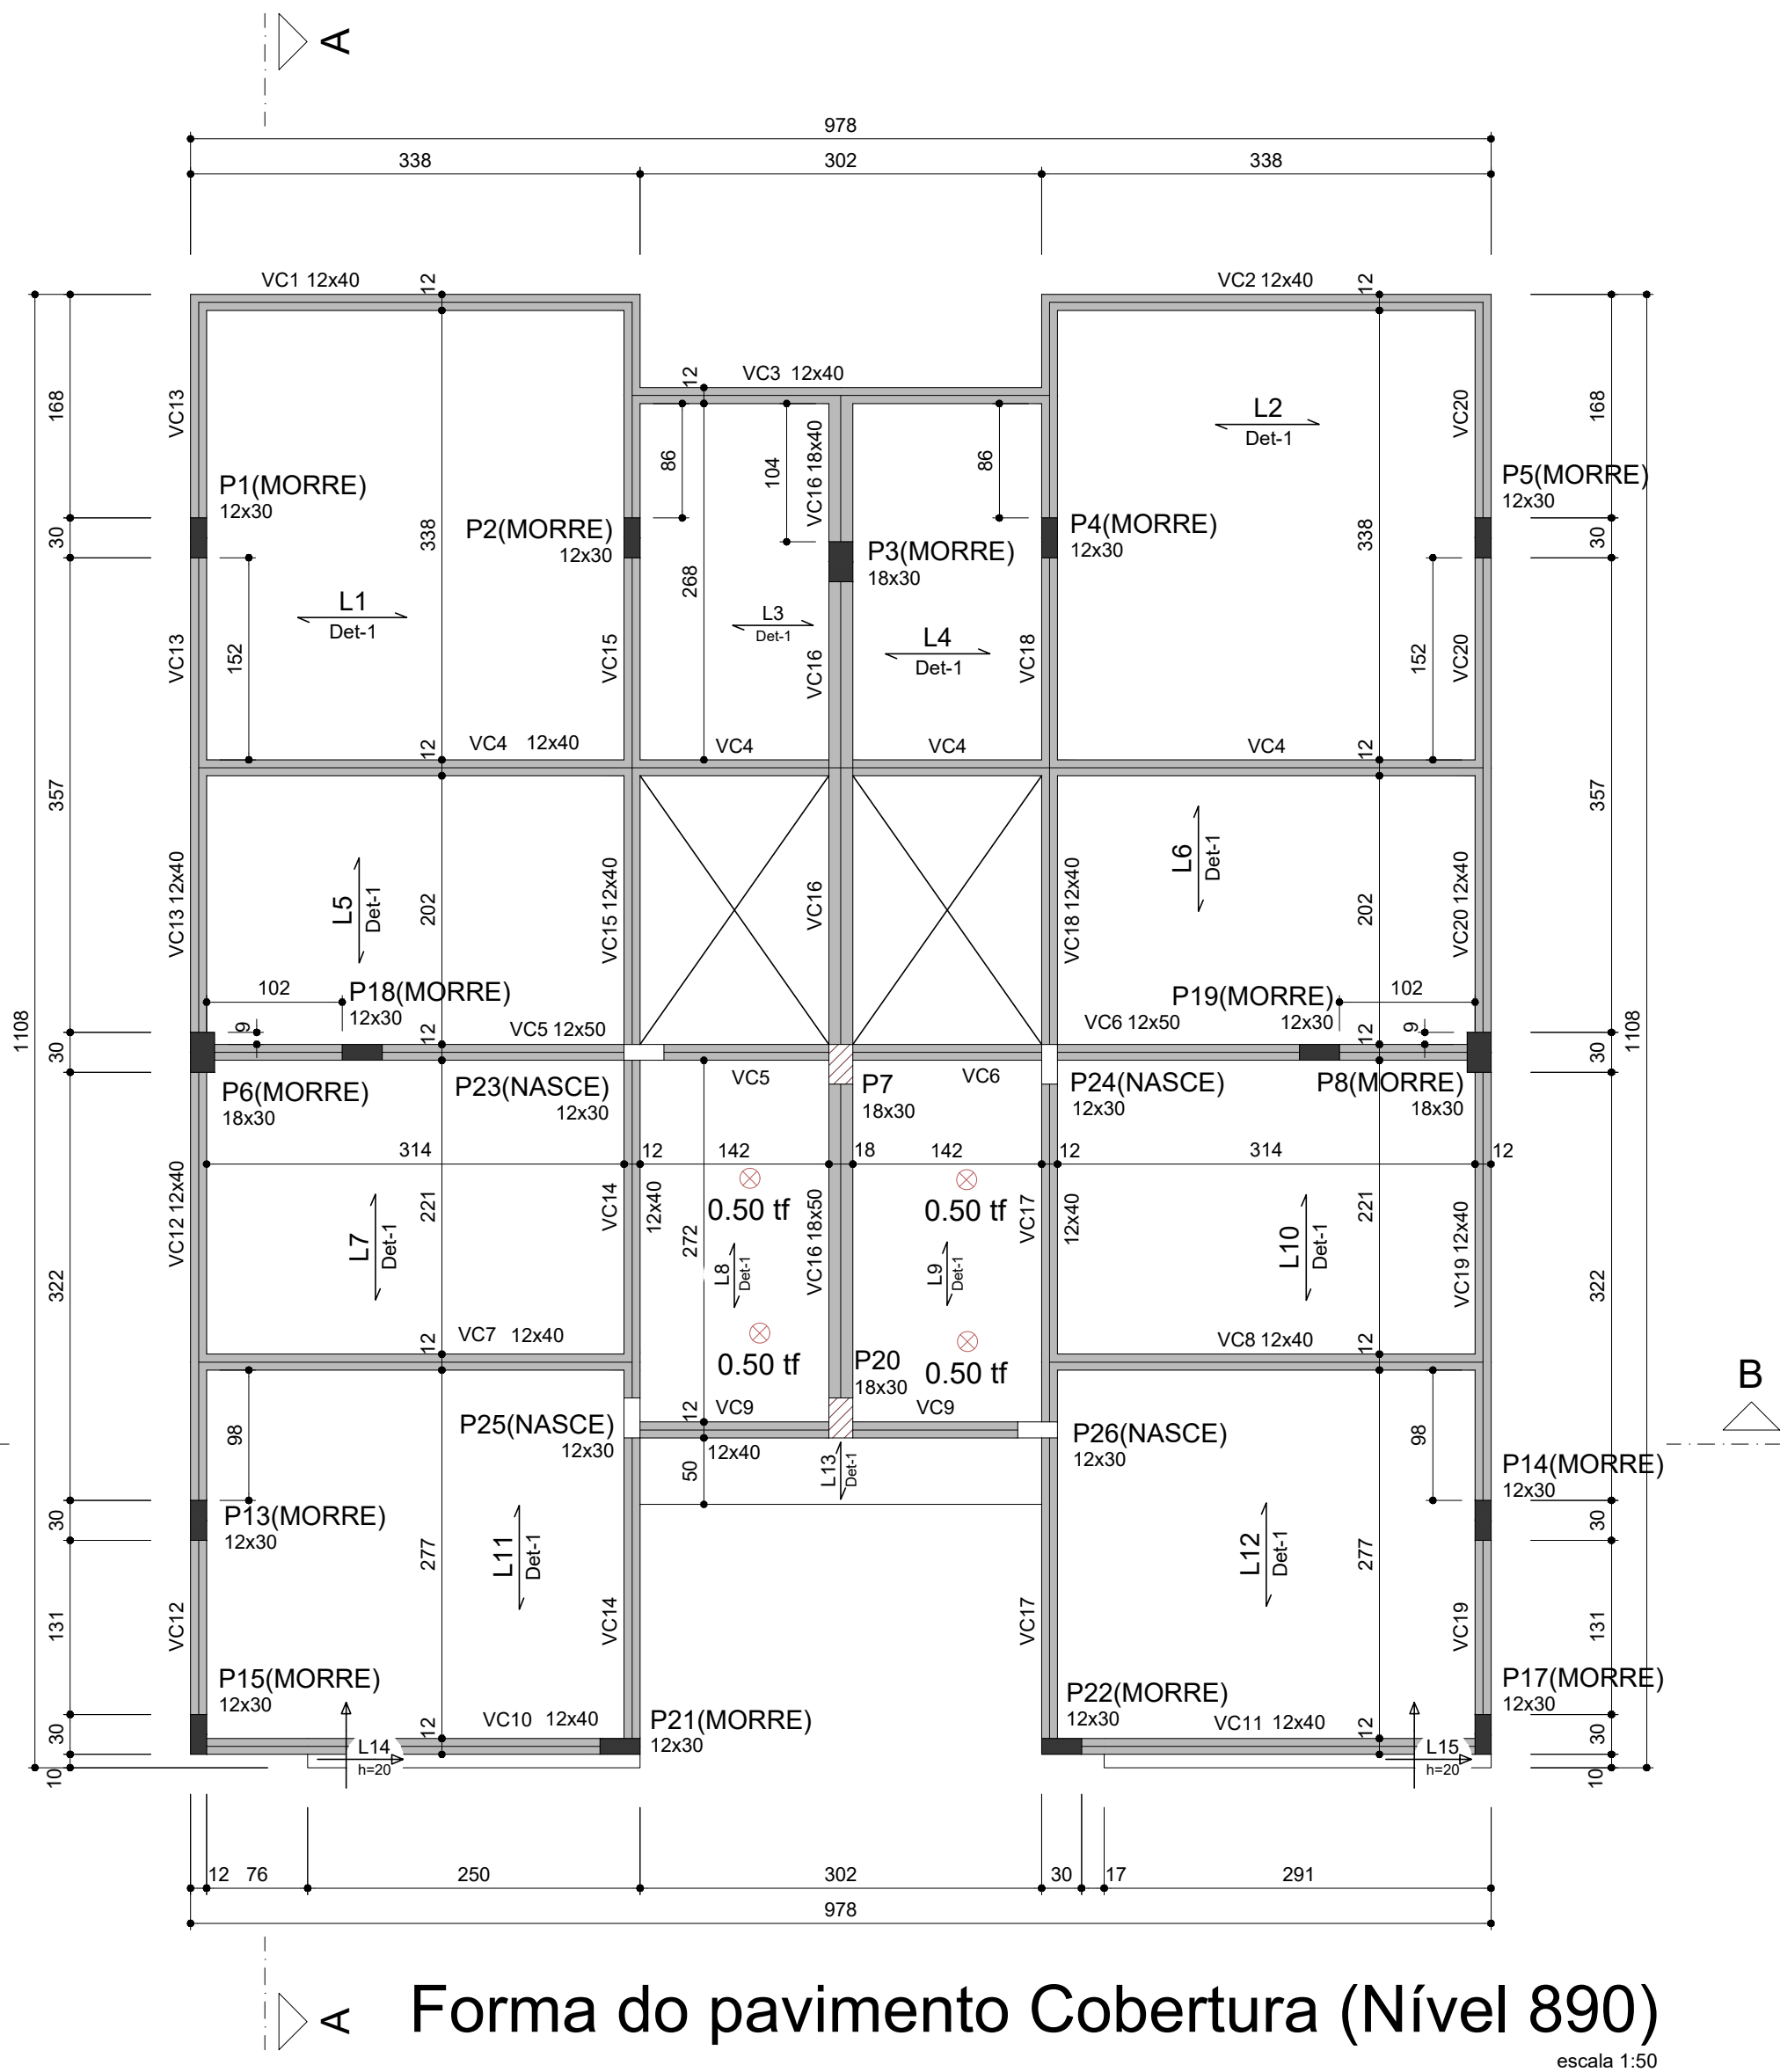 A
978
338
302
338
VC1 12x40
12
VC2 12x40
12
VC3 12x40
12
168
VC13
86
104
VC16 18x40
86
L2
Det-1
VC20
168
P1(MORRE)
12x30
P2(MORRE)
12x30
P3(MORRE)
18x30
P4(MORRE)
12x30
P5(MORRE)
12x30
30
338
268
338
30
L1
Det-1
L3
Det-1
L4
Det-1
VC13
152
VC15
VC16
VC18
152
VC20
VC4 12x40
12
VC4
VC4
VC4
12
357
357
VC13 12x40
L5
Det-1
202
VC15 12x40
VC16
VC18 12x40
L6
Det-1
202
VC20 12x40
102
P18(MORRE)
12x30
P19(MORRE)
12x30
102
1108
30
9
VC5 12x50
12
VC6 12x50
12
9
30
1108
P6(MORRE)
18x30
P23(NASCE)
12x30
VC5
P7
18x30
VC6
P24(NASCE)
12x30
P8(MORRE)
18x30
314
12
142
18
142
12
314
12
VC12 12x40
L7
Det-1
221
VC14
12x40
272
0.50 tf
0.50 tf
L8
Det-1
VC16 18x50
L9
Det-1
VC17
12x40
L10
Det-1
221
VC19 12x40
322
322
VC7 12x40
12
0.50 tf
0.50 tf
P20
18x30
VC8 12x40
12
B
98
P25(NASCE)
12x30
12
VC9
12x40
VC9
P26(NASCE)
12x30
98
50
L13
Det-1
P13(MORRE)
12x30
P14(MORRE)
12x30
30
30
L11
Det-1
277
L12
Det-1
277
131
VC12
VC14
VC17
VC19
131
P15(MORRE)
12x30
P21(MORRE)
12x30
P22(MORRE)
12x30
P17(MORRE)
12x30
30
VC10 12x40
12
VC11 12x40
12
30
10
L14
h=20
L15
h=20
10
12
76
250
302
30
17
291
978
A
Forma do pavimento Cobertura (Nível 890)
escala 1:50